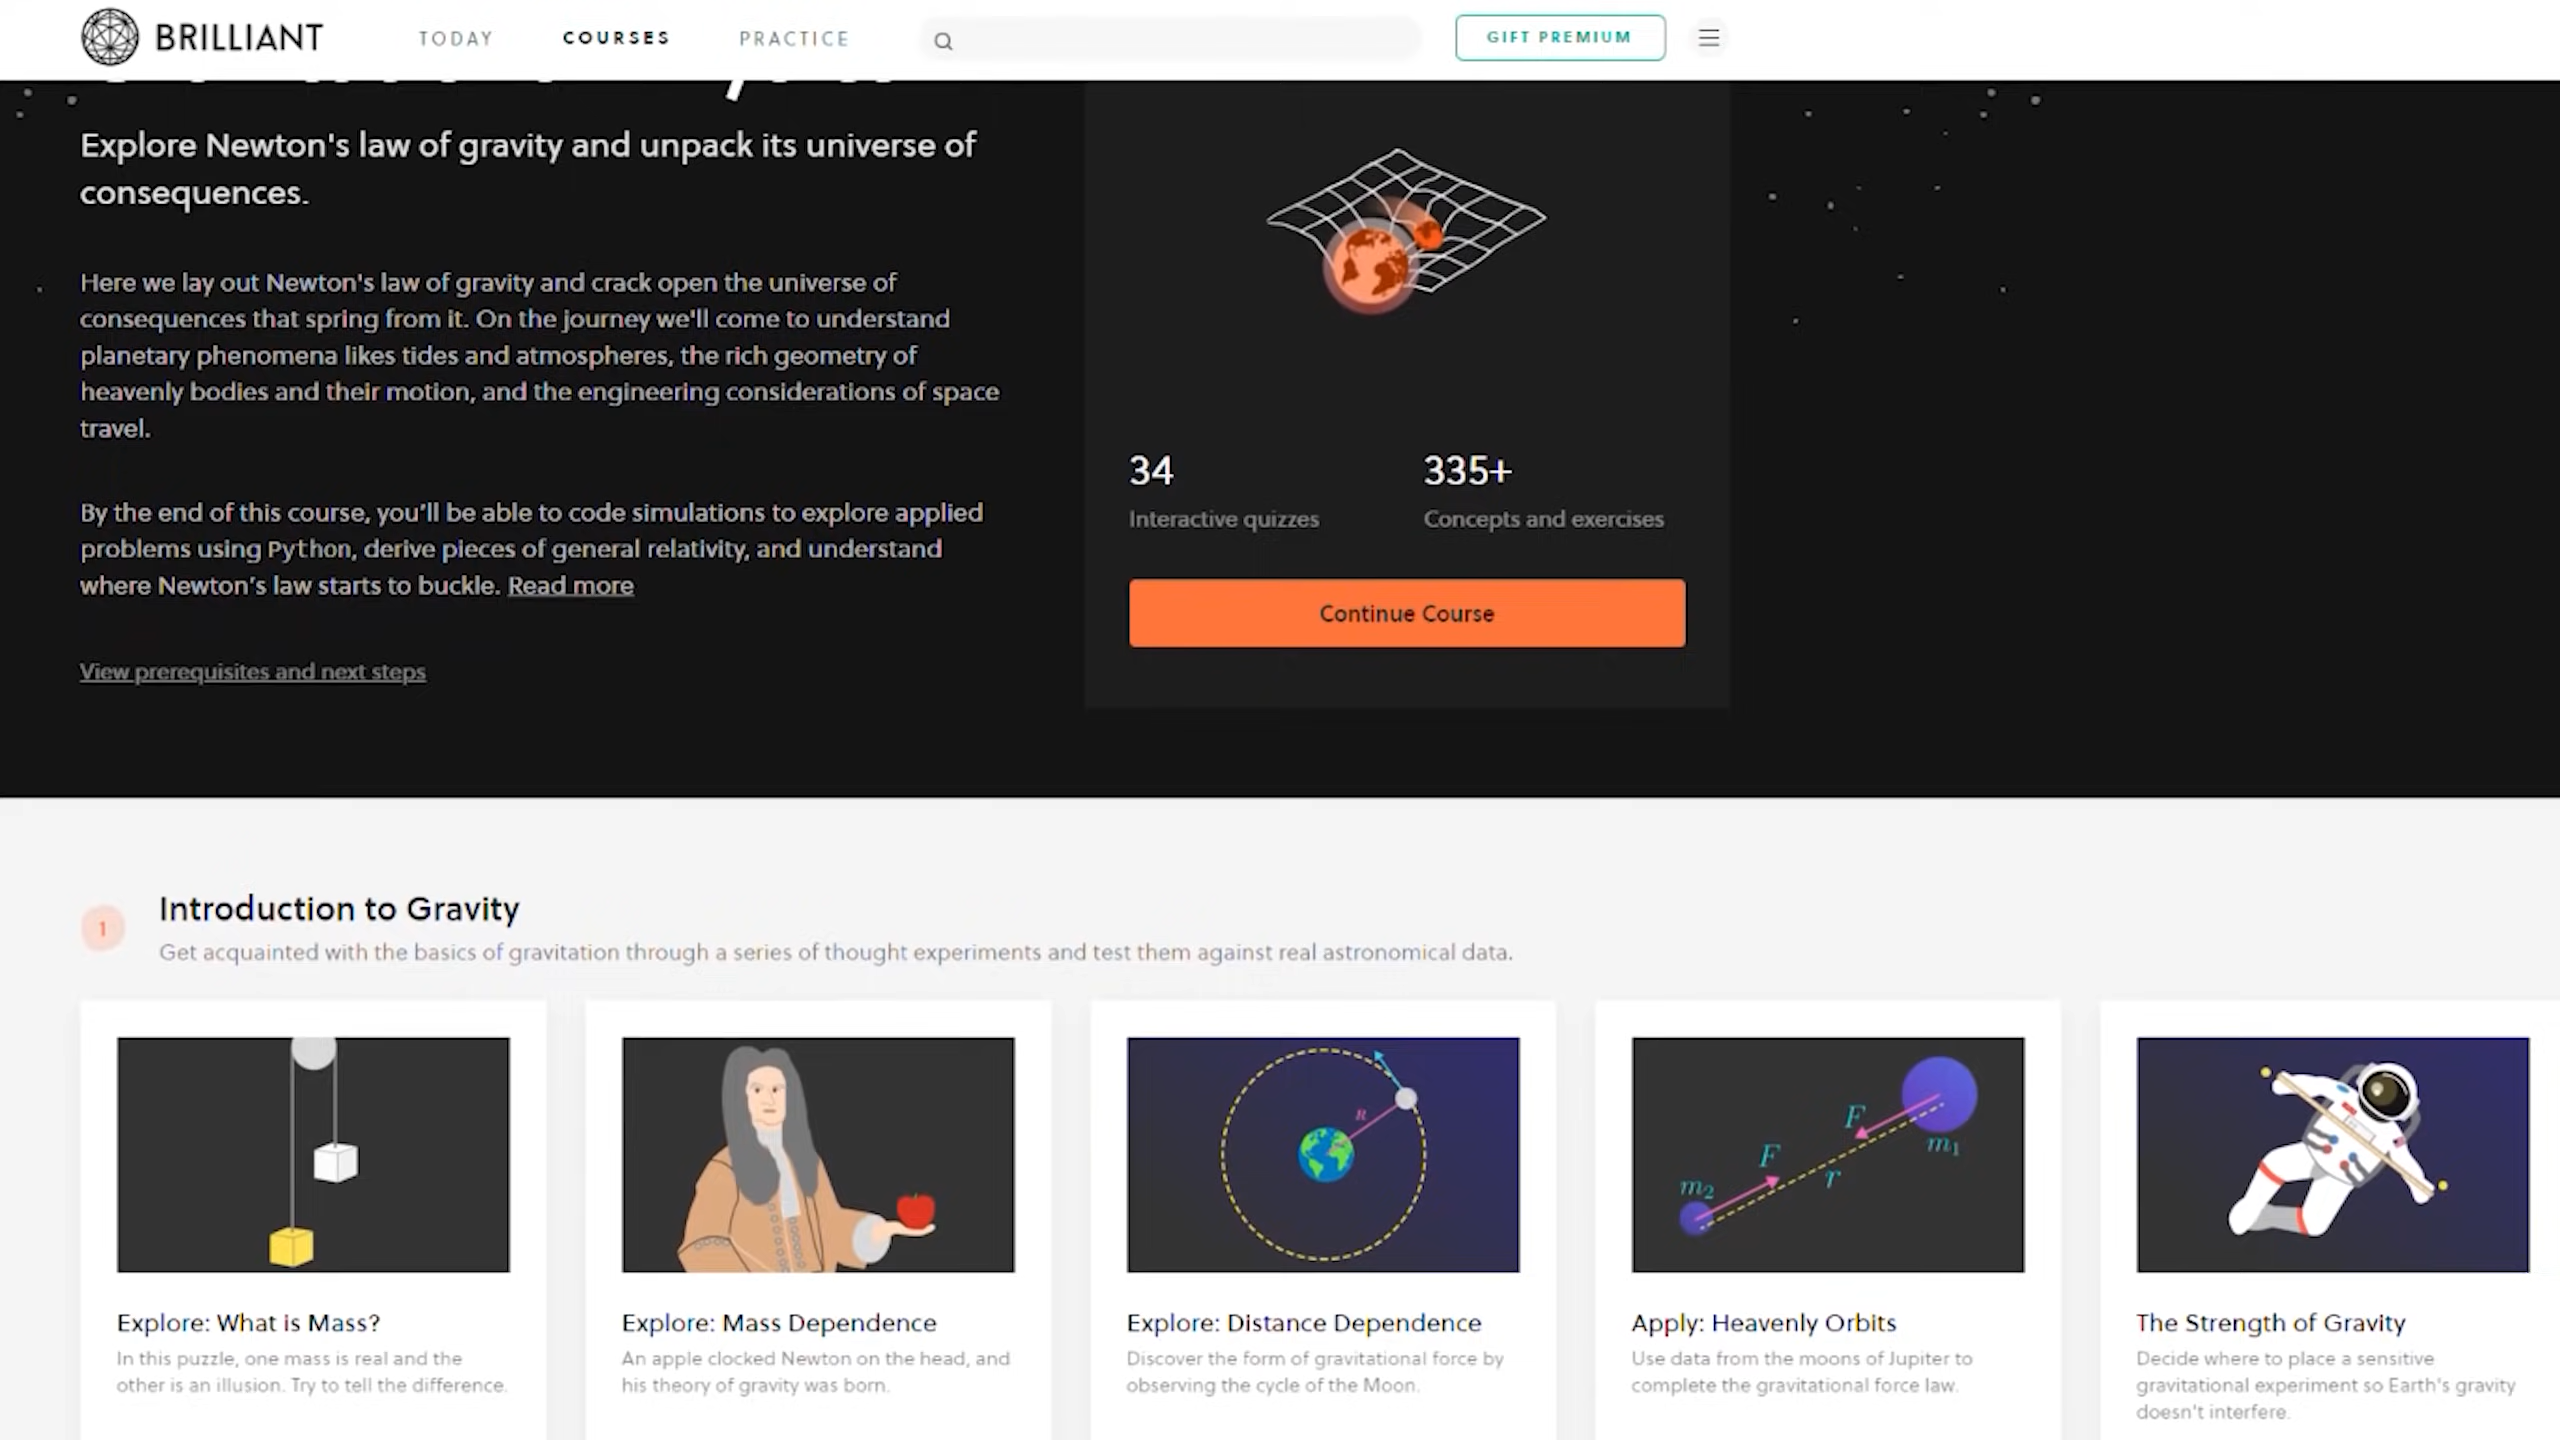 BRILLIANT
TODAY
COURSES
PRACTICE
GIFT PREMIUM
Explore Newton's law of gravity and unpack its universe of
consequences.
Here we lay out Newton's law of gravity and crack open the universe of
consequences that spring from it. On the journey we'll come to understand
planetary phenomena likes tides and atmospheres, the rich geometry of
heavenly bodies and their motion, and the engineering considerations of space
travel.
By the end of this course, you’ll be able to code simulations to explore applied
problems using Python, derive pieces of general relativity, and understand
where Newton’s law starts to buckle. Read more
View prerequisites and next steps
34
Interactive quizzes
335+
Concepts and exercises
Continue Course
1
Introduction to Gravity
Get acquainted with the basics of gravitation through a series of thought experiments and test them against real astronomical data.
Explore: What is Mass?
In this puzzle, one mass is real and the
other is an illusion. Try to tell the difference.
Explore: Mass Dependence
An apple clocked Newton on the head, and
his theory of gravity was born.
R
Explore: Distance Dependence
Discover the form of gravitational force by
observing the cycle of the Moon.
F
m1
F
r
m2
Apply: Heavenly Orbits
Use data from the moons of Jupiter to
complete the gravitational force law.
The Strength of Gravity
Decide where to place a sensitive
gravitational experiment so Earth's gravity
doesn't interfere.